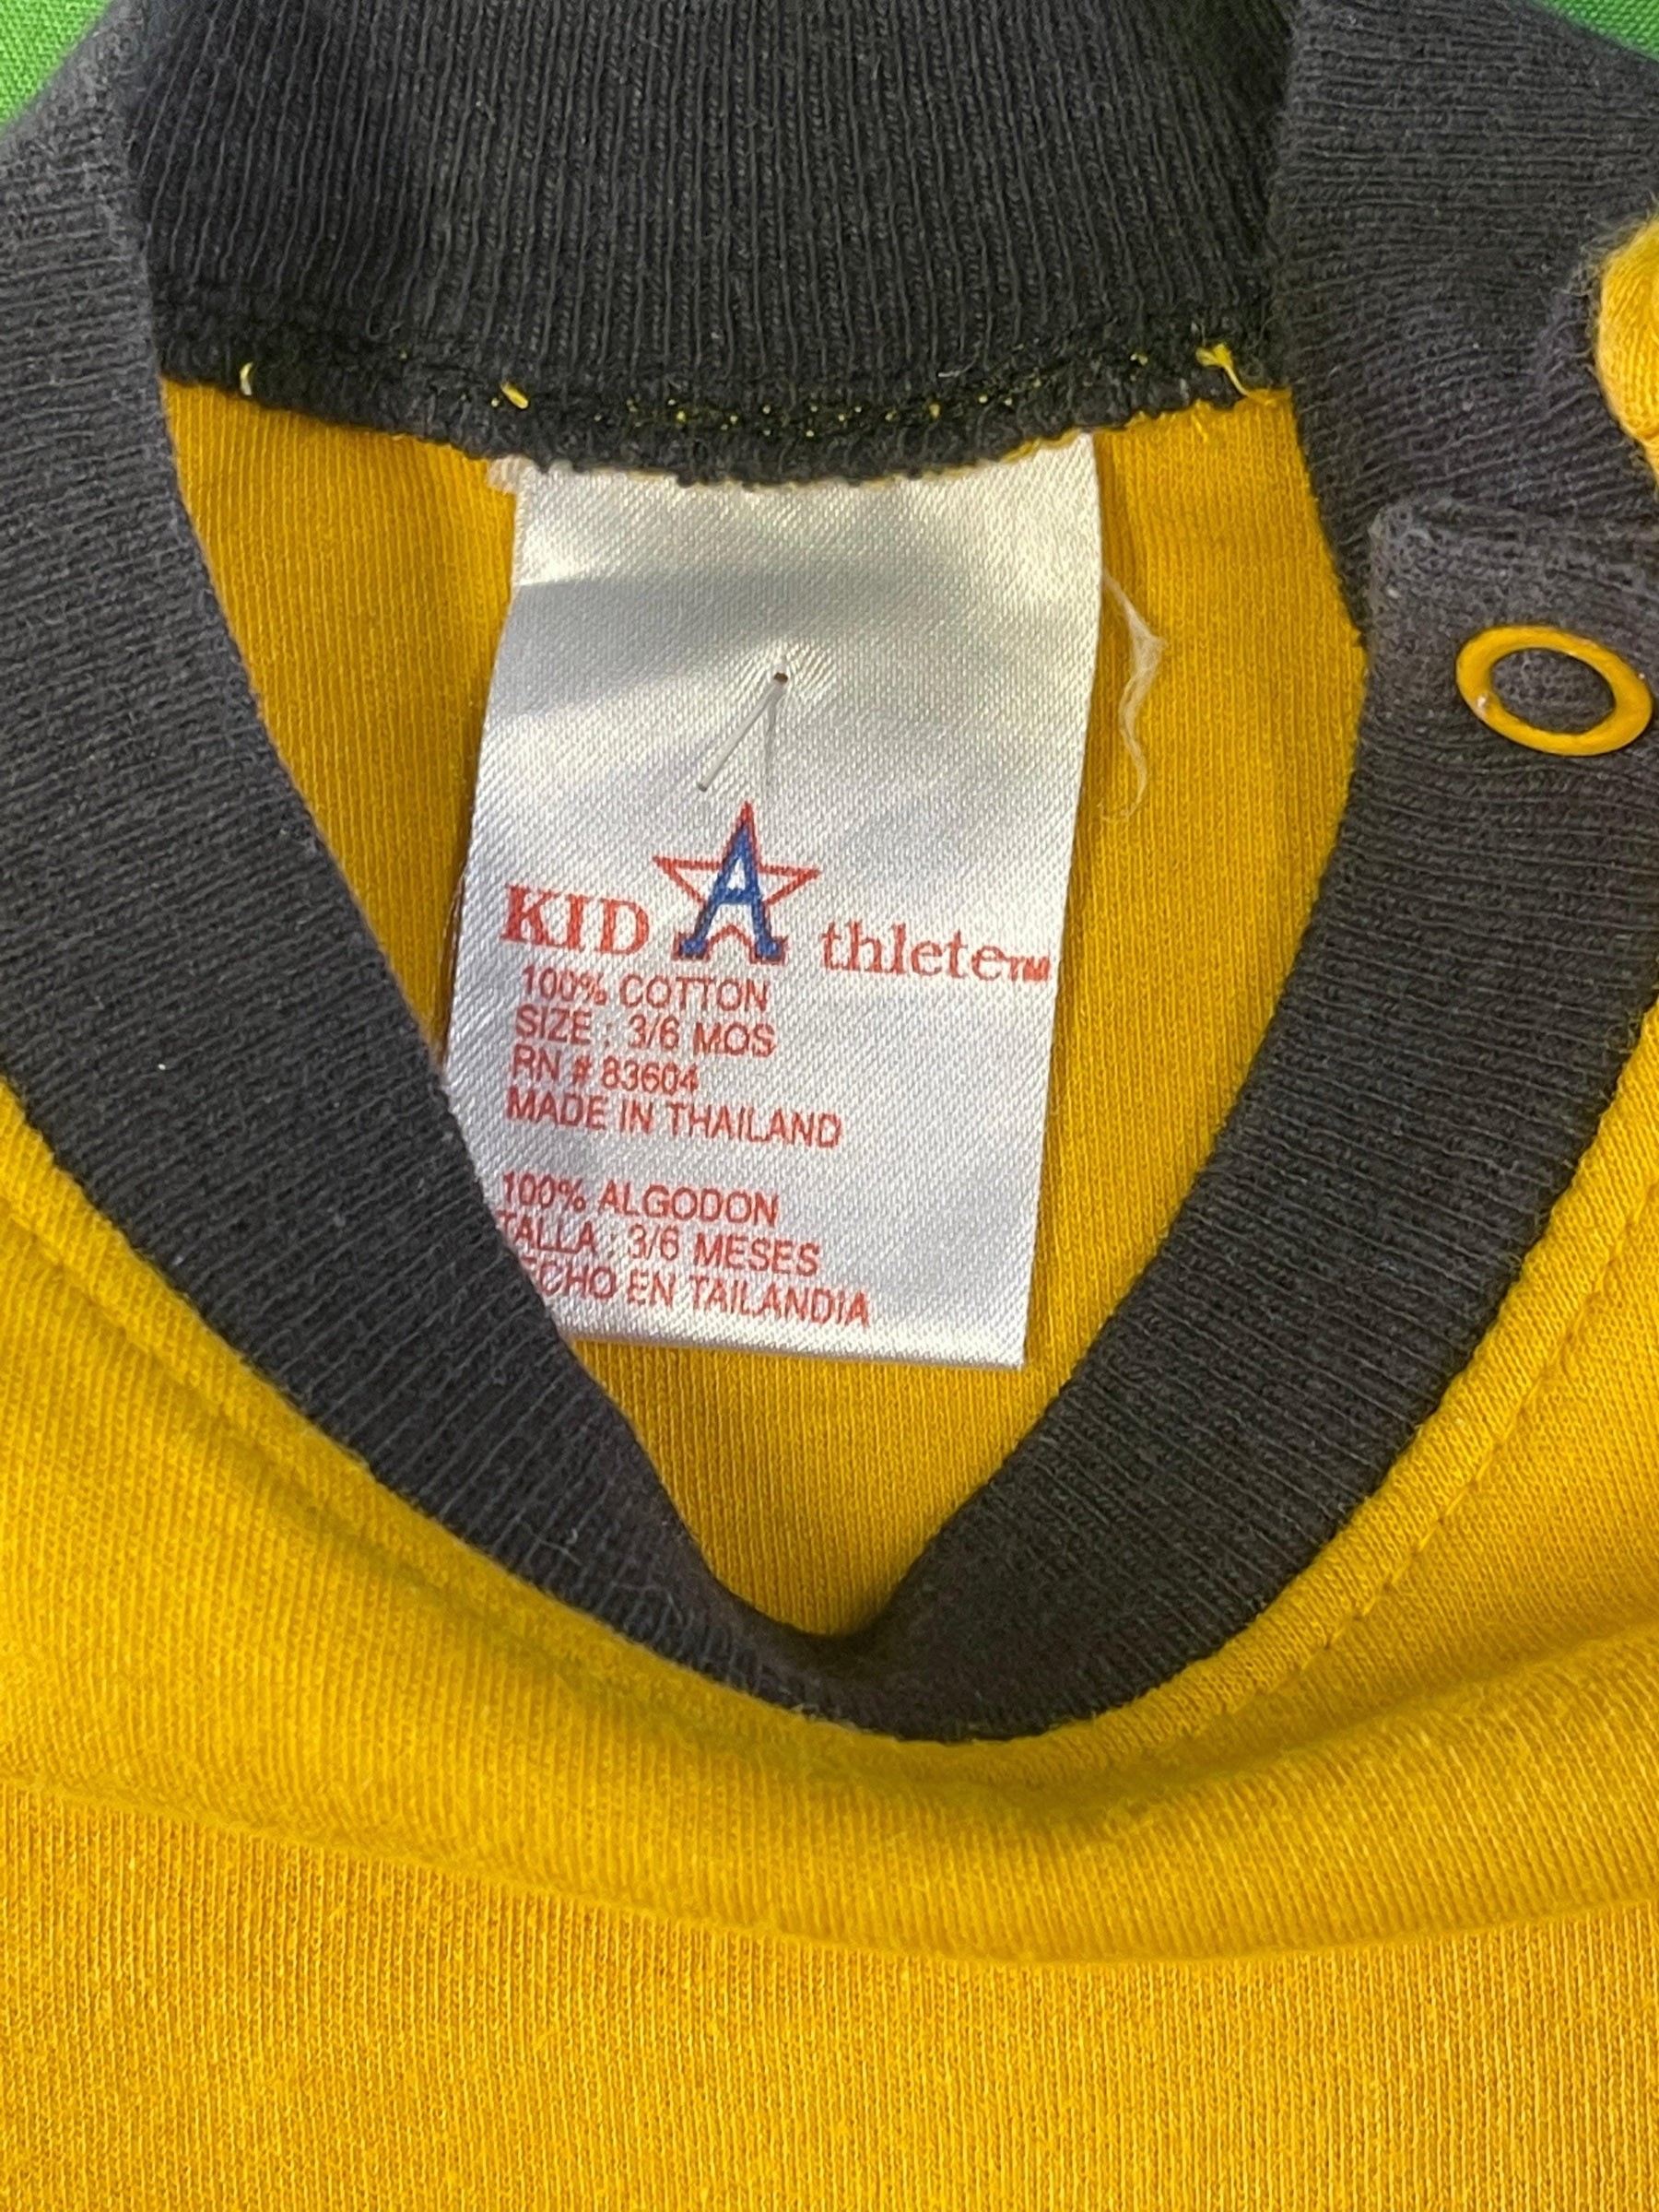 KID Athlete™
100% COTTON
SIZE : 3/6 MOS
RN # 83604
MADE IN THAILAND
100% ALGODON
TALLA : 3/6 MESES
ECHO EN TAILANDIA